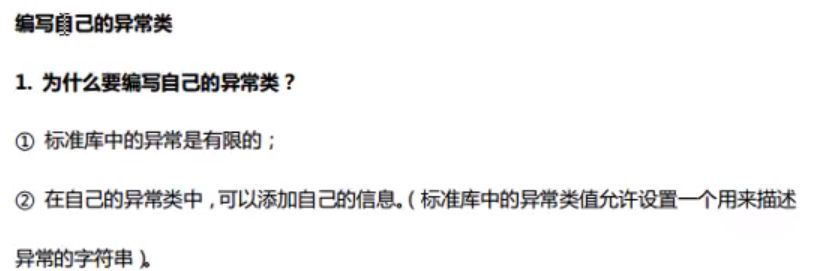 编写自己的异常类
1. 为什么要编写自己的异常类？
① 标准库中的异常是有限的；
② 在自己的异常类中，可以添加自己的信息。（标准库中的异常类值允许设置一个用来描述
异常的字符串）。